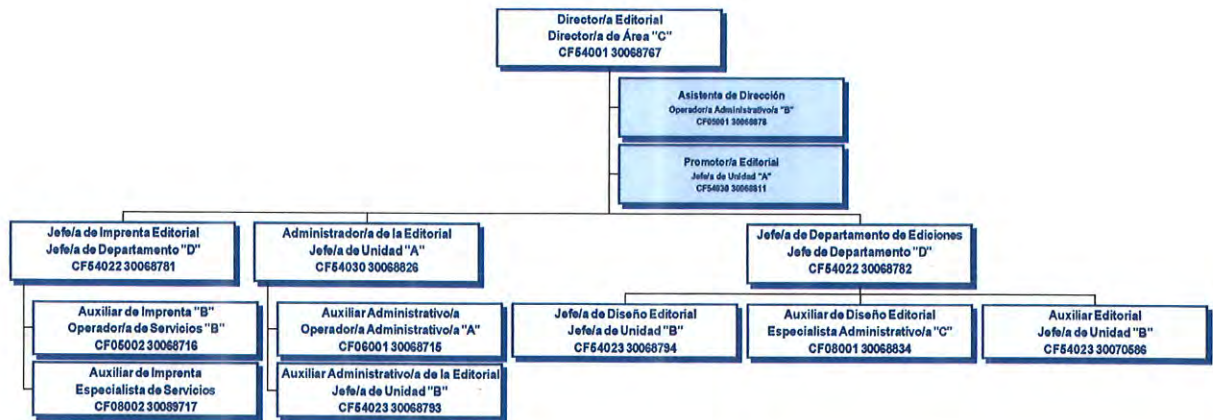 Director/a Editorial
Director/a de Área "C"
CF54001 30068767
Asistente de Dirección
Operador/a Administrativo/a "B"
CF05001 30068878
Promotor/a Editorial
Jefe/a de Unidad "A"
CF54030 30068811
Jefe/a de Imprenta Editorial
Jefe/a de Departamento "D"
CF54022 30068781
Administrador/a de la Editorial
Jefe/a de Unidad "A"
CF54030 30068826
Jefe/a de Departamento de Ediciones
Jefe de Departamento "D"
CF54022 30068782
Auxiliar de Imprenta "B"
Operador/a de Servicios "B"
CF05002 30068716
Auxiliar Administrativo/a
Operador/a Administrativo/a "A"
CF06001 30068715
Jefe/a de Diseño Editorial
Jefe/a de Unidad "B"
CF54023 30068794
Auxiliar de Diseño Editorial
Especialista Administrativo/a "C"
CF08001 30068834
Auxiliar Editorial
Jefe/a de Unidad "B"
CF54023 30070586
Auxiliar de Imprenta
Especialista de Servicios
CF08002 30089717
Auxiliar Administrativo/a de la Editorial
Jefe/a de Unidad "B"
CF54023 30068793